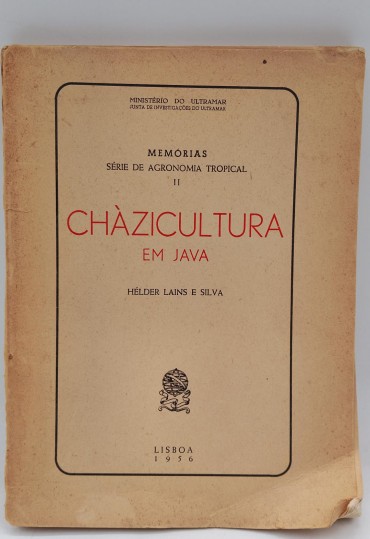 MINISTÉRIO DO ULTRAMAR
JUNTA DE INVESTIGAÇÕES DO ULTRAMAR
MEMÓRIAS
SÉRIE DE AGRONOMIA TROPICAL
II
CHÀZICULTURA
EM JAVA
HÉLDER LAINS E SILVA
LISBOA
1956